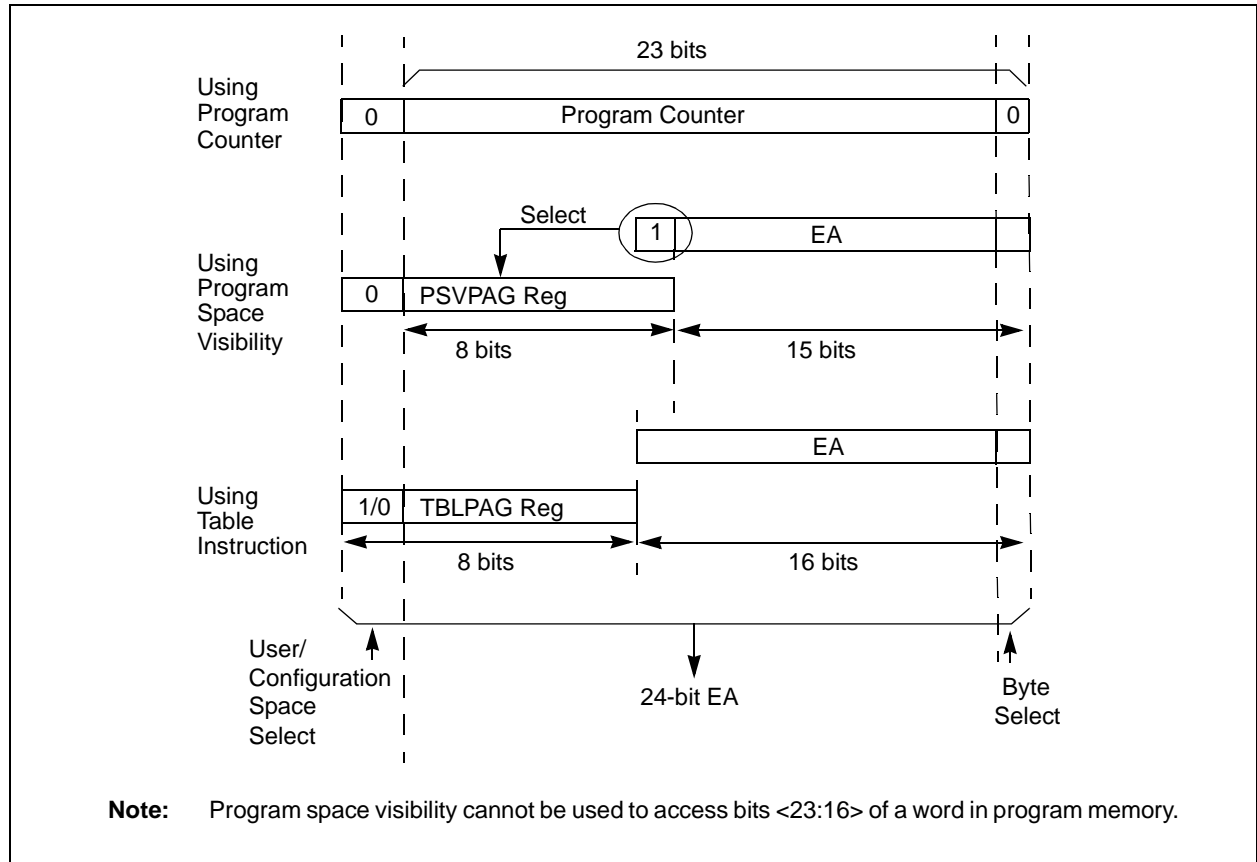 23 bits
Using
Program
Counter
0
Program Counter
0
Select
1
EA
Using
Program
Space
Visibility
0
PSVPAG Reg
8 bits
15 bits
EA
Using
Table
Instruction
1/0
TBLPAG Reg
8 bits
16 bits
User/
Configuration
Space
Select
24-bit EA
Byte
Select
Note: Program space visibility cannot be used to access bits <23:16> of a word in program memory.